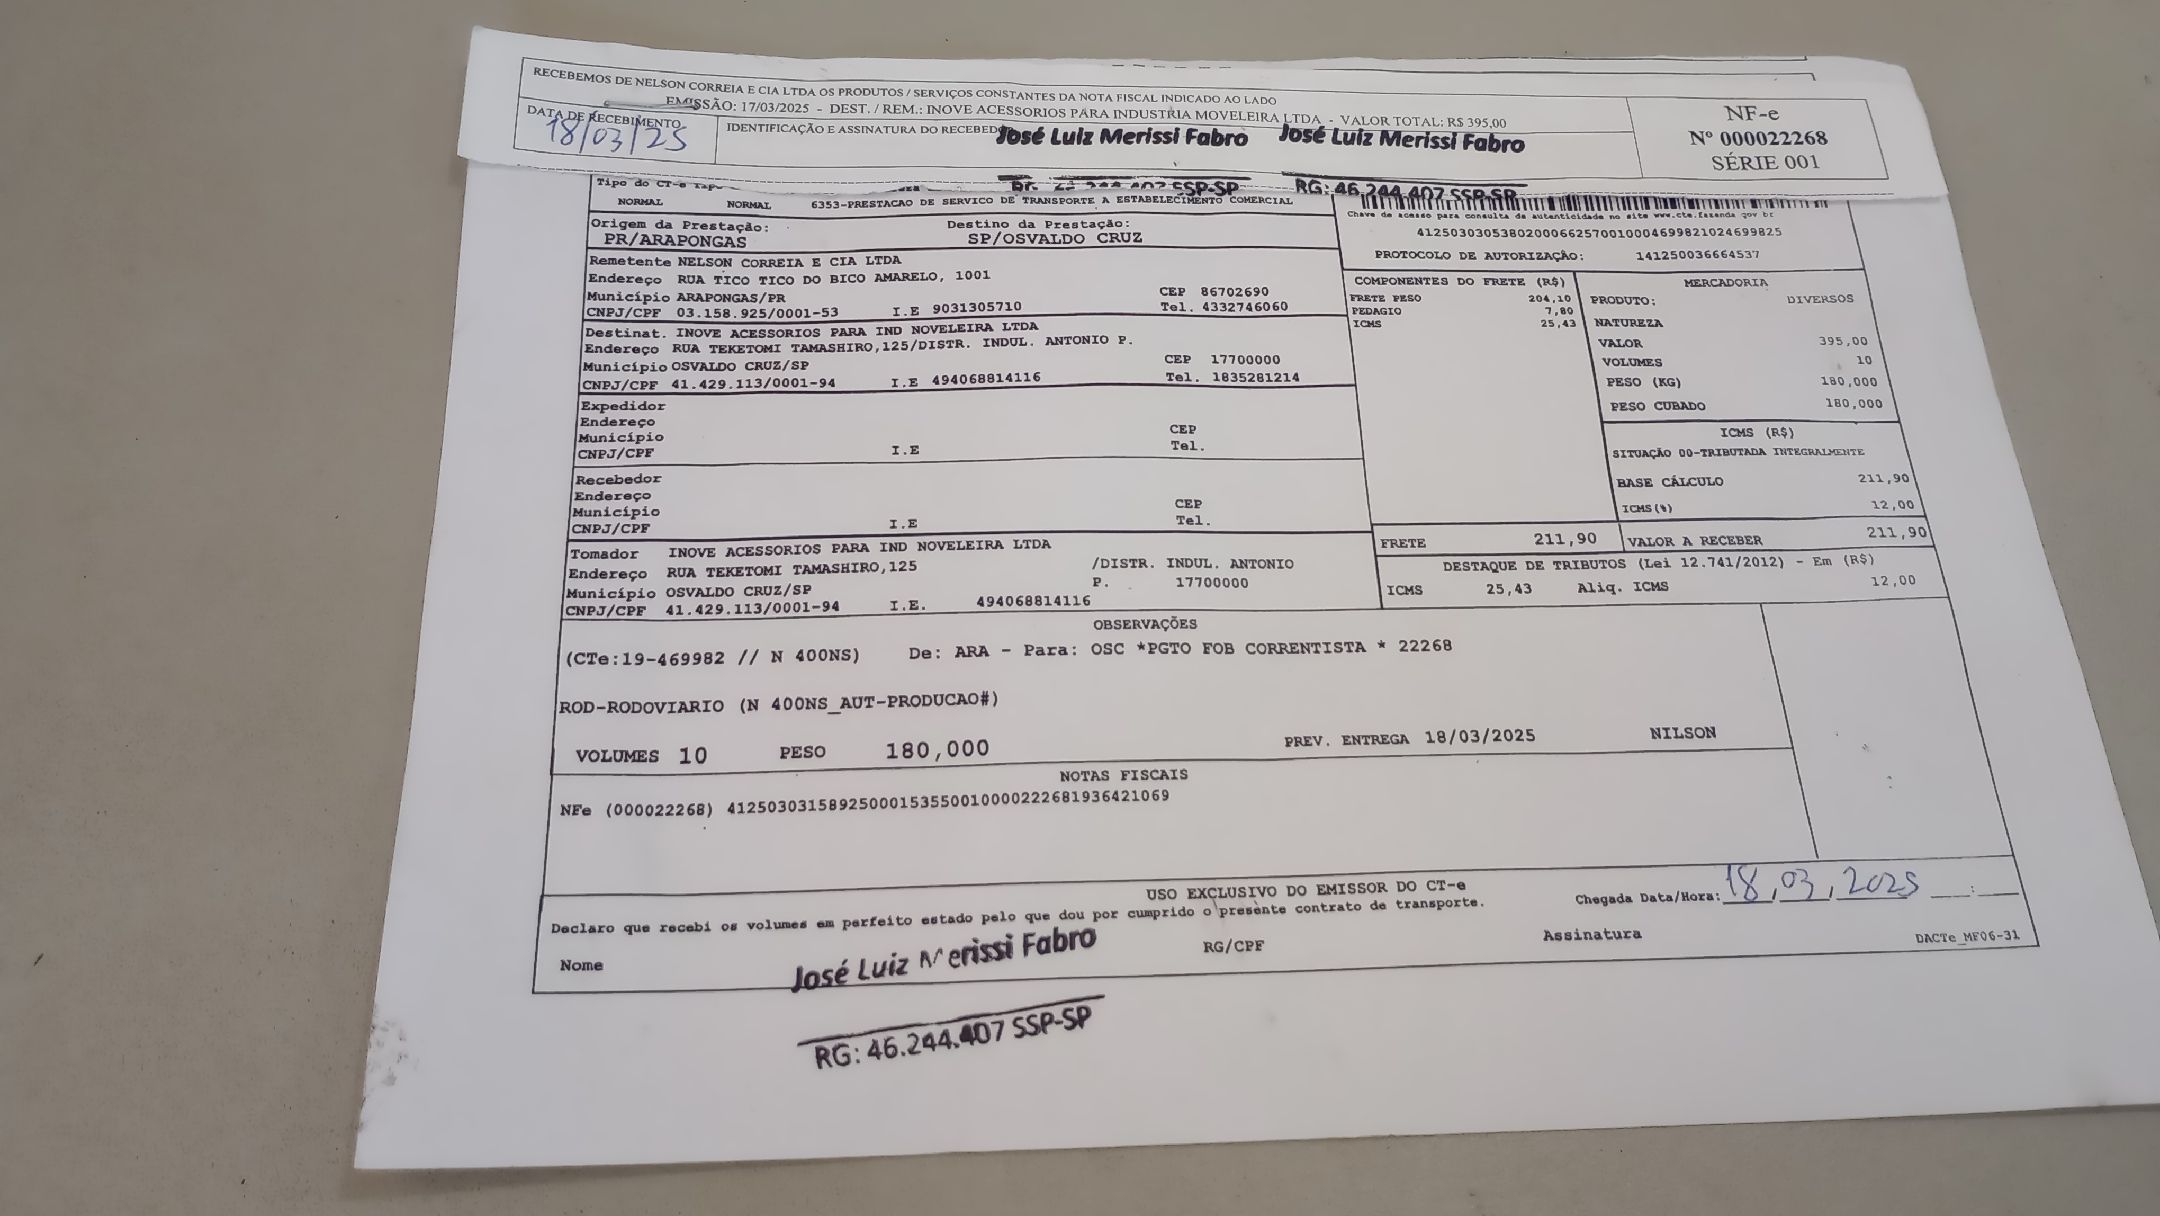 RECEBEMOS DE NELSON CORREIA E CIA LTDA OS PRODUTOS / SERVIÇOS CONSTANTES DA NOTA FISCAL INDICADO AO LADO
EMISSÃO: 17/03/2025 - DEST. / REM.: INOVE ACESSORIOS PARA INDUSTRIA MOVELEIRA LTDA - VALOR TOTAL: R$ 395,00
DATA DE RECEBIMENTO
18/03/25
IDENTIFICAÇÃO E ASSINATURA DO RECEBED
José Luiz Merissi Fabro José Luiz Merissi Fabro
NF-e
Nº 000022268
SÉRIE 001
RG: 46.244.407 SSP-SP
Tipo do CT-e
NORMAL NORMAL 6353-PRESTACAO DE SERVICO DE TRANSPORTE A ESTABELECIMENTO COMERCIAL
Chave de acesso para consulta de autenticidade no site www.cte.fazenda gov br
41250303053802000662570010004699821024699825
PROTOCOLO DE AUTORIZAÇÃO: 141250036664537
Origem da Prestação: Destino da Prestação:
PR/ARAPONGAS SP/OSVALDO CRUZ
Remetente NELSON CORREIA E CIA LTDA
Endereço RUA TICO TICO DO BICO AMARELO, 1001
Município ARAPONGAS/PR CEP 86702690
CNPJ/CPF 03.158.925/0001-53 I.E 9031305710 Tel. 4332746060
Destinat. INOVE ACESSORIOS PARA IND NOVELEIRA LTDA
Endereço RUA TEKETOMI TAMASHIRO,125/DISTR. INDUL. ANTONIO P.
Município OSVALDO CRUZ/SP CEP 17700000
CNPJ/CPF 41.429.113/0001-94 I.E 494068814116 Tel. 1835281214
Expedidor
Endereço
Município CEP
CNPJ/CPF I.E Tel.
Recebedor
Endereço
Município CEP
CNPJ/CPF I.E Tel.
Tomador INOVE ACESSORIOS PARA IND NOVELEIRA LTDA
Endereço RUA TEKETOMI TAMASHIRO,125 /DISTR. INDUL. ANTONIO
Município OSVALDO CRUZ/SP P. 17700000
CNPJ/CPF 41.429.113/0001-94 I.E. 494068814116
COMPONENTES DO FRETE (R$)
FRETE PESO 204,10
PEDAGIO 7,80
ICMS 25,43
MERCADORIA
PRODUTO: DIVERSOS
NATUREZA
VALOR 395,00
VOLUMES 10
PESO (KG) 180,000
PESO CUBADO 180,000
ICMS (R$)
SITUAÇÃO 00-TRIBUTADA INTEGRALMENTE
BASE CÁLCULO 211,90
ICMS(%) 12,00
FRETE 211,90 VALOR A RECEBER 211,90
DESTAQUE DE TRIBUTOS (Lei 12.741/2012) - Em (R$)
ICMS 25,43 Aliq. ICMS 12,00
OBSERVAÇÕES
(CTe:19-469982 // N 400NS) De: ARA - Para: OSC *PGTO FOB CORRENTISTA * 22268
ROD-RODOVIARIO (N 400NS_AUT-PRODUCAO#)
VOLUMES 10 PESO 180,000 PREV. ENTREGA 18/03/2025 NILSON
NOTAS FISCAIS
NFe (000022268) 41250303158925000153550010000222681936421069
USO EXCLUSIVO DO EMISSOR DO CT-e
Declaro que recebi os volumes em perfeito estado pelo que dou por cumprido o presente contrato de transporte.
Chegada Data/Hora: 18,03,2025 :
Nome José Luiz Merissi Fabro RG/CPF Assinatura DACTe_MF06-31
RG: 46.244.407 SSP-SP